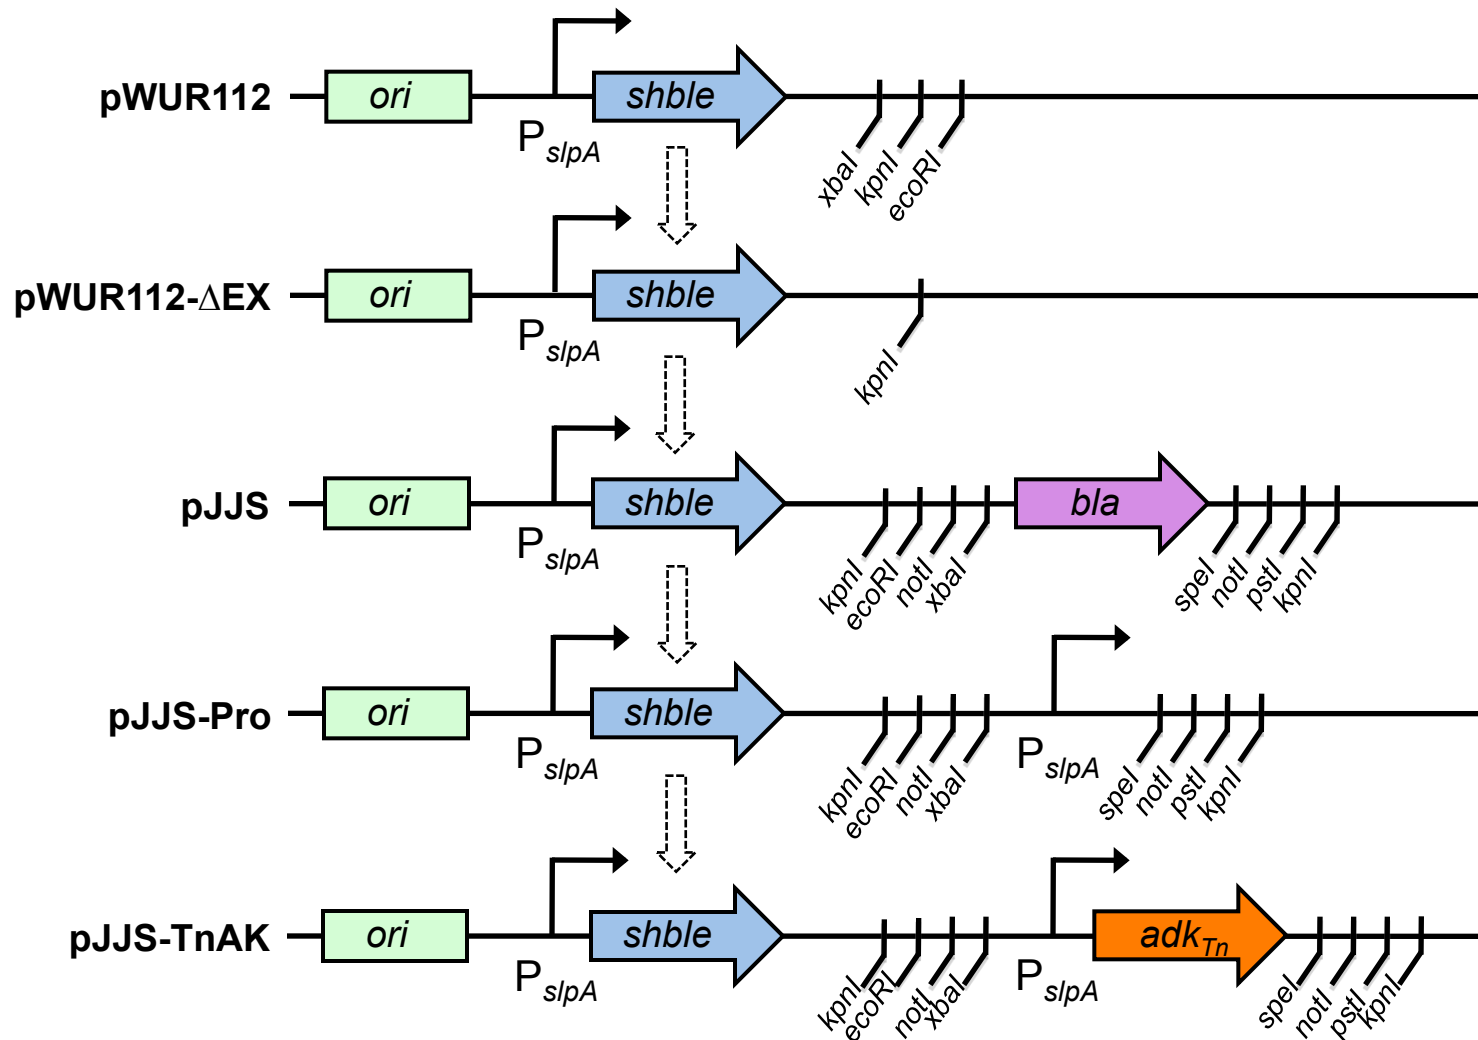 pWUR112
ori
shble
PslpA
xbaI
kpnI
ecoRI
pWUR112-ΔEX
ori
shble
PslpA
kpnI
pJJS
ori
shble
bla
PslpA
kpnI
ecoRI
notI
xbaI
speI
notI
pstI
kpnI
pJJS-Pro
ori
shble
PslpA
kpnI
ecoRI
notI
xbaI
PslpA
speI
notI
pstI
kpnI
pJJS-TnAK
ori
shble
adkTn
PslpA
kpnI
ecoRI
notI
xbaI
PslpA
speI
notI
pstI
kpnI